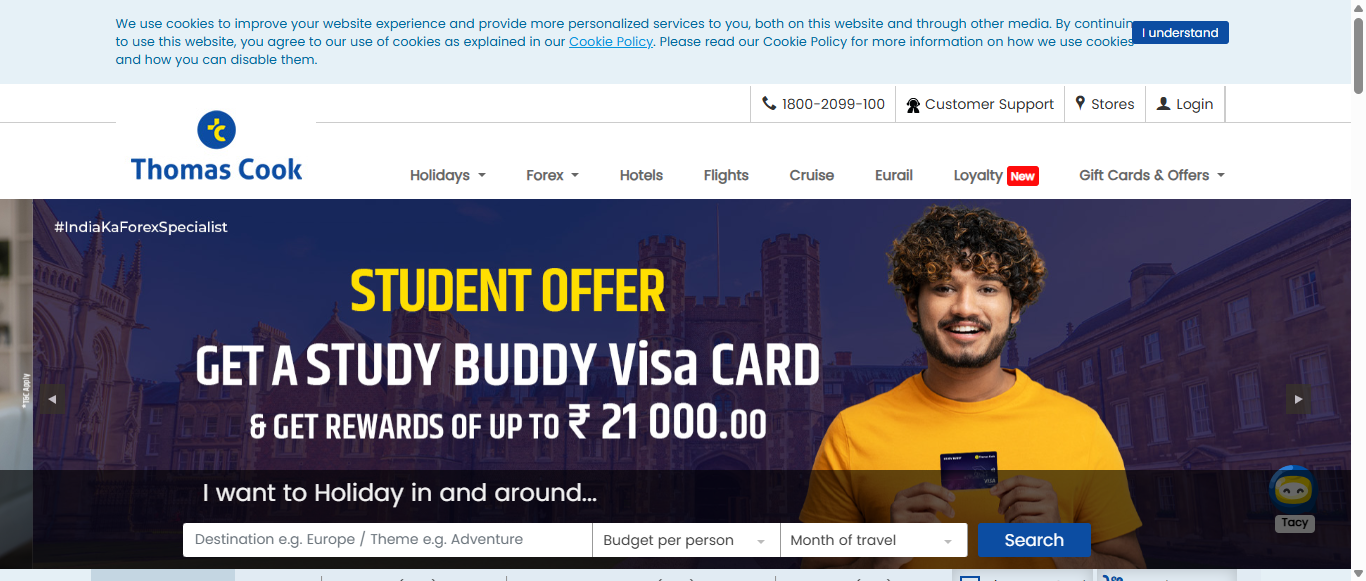 We use cookies to improve your website experience and provide more personalized services to you, both on this website and through other media. By continuin
to use this website, you agree to our use of cookies as explained in our Cookie Policy. Please read our Cookie Policy for more information on how we use cookies
and how you can disable them.
I understand
1800-2099-100
Customer Support
Stores
Login
Thomas Cook
Holidays
Forex
Hotels
Flights
Cruise
Eurail
Loyalty New
Gift Cards & Offers
#IndiaKaForexSpecialist
STUDENT OFFER
GET A STUDY BUDDY Visa CARD
& GET REWARDS OF UP TO ₹ 21 000.00
*T&C Apply
Thomas Cook
VISA
I want to Holiday in and around...
Destination e.g. Europe / Theme e.g. Adventure
Budget per person
Month of travel
Search
Tacy